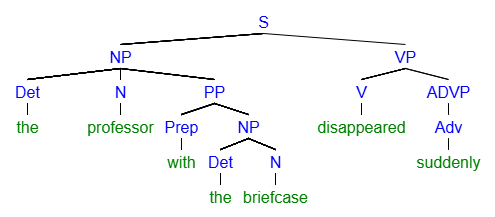 S
NP VP
Det N PP V ADVP
the professor Prep NP disappeared Adv
with Det N suddenly
the briefcase